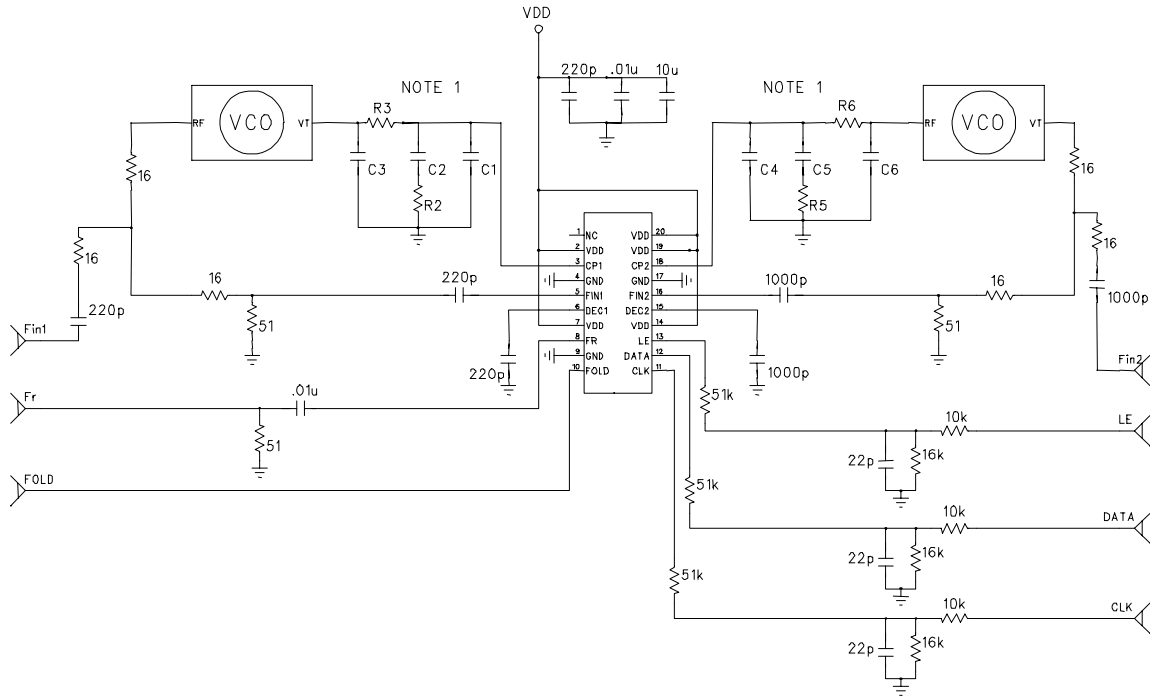 VDD
220p .01u 10u
NOTE 1
NOTE 1
RF VCO VT
R3
C3 C2 C1
R2
16
16
220p
Fin1
16
51
220p
R6
C4 C5 C6
R5
RF VCO VT
16
16
1000p
Fin2
1000p
16
51
1 NC VDD 20
2 VDD VDD 19
3 CP1 CP2 18
4 GND GND 17
5 FIN1 FIN2 16
6 DEC1 DEC2 15
7 VDD VDD 14
8 FR LE 13
9 GND DATA 12
10 FOLD CLK 11
220p
1000p
Fr
.01u
51
FOLD
51k
10k
LE
22p
16k
51k
10k
DATA
22p
16k
51k
10k
CLK
22p
16k